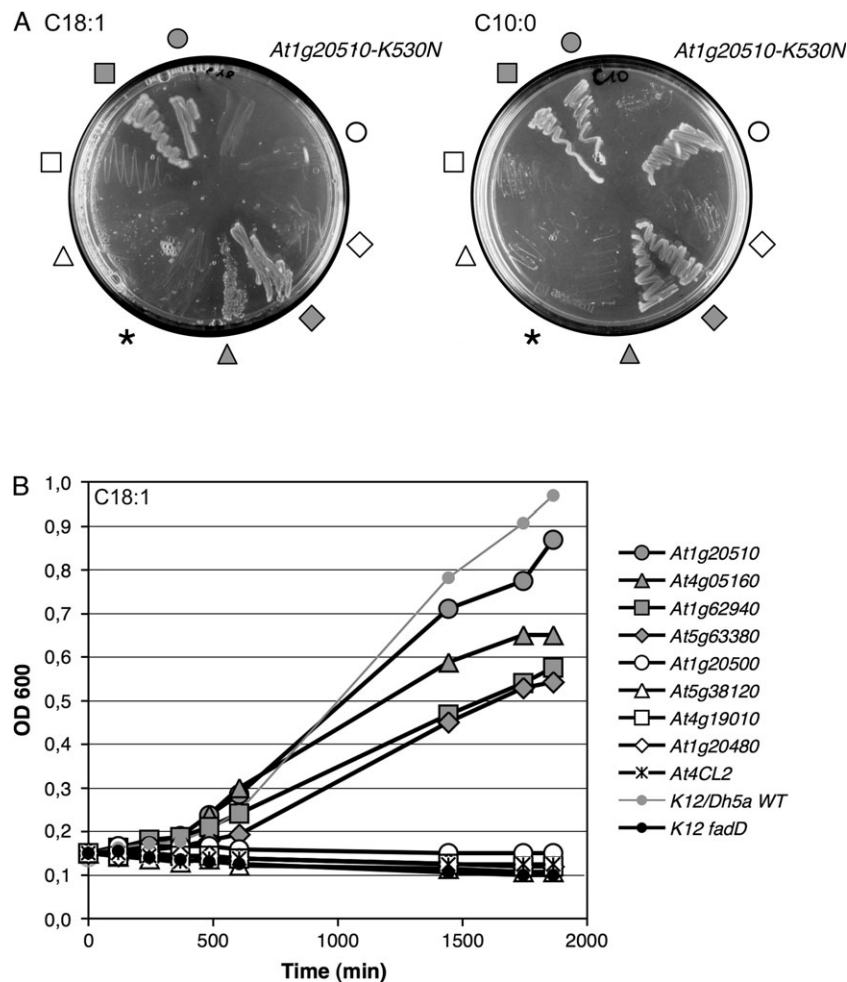 A C18:1
At1g20510-K530N
C10:0
At1g20510-K530N
C10
*
*
B
C18:1
1,0
0,9
0,8
0,7
0,6
0,5
0,4
0,3
0,2
0,1
0,0
OD 600
0
500
1000
1500
2000
Time (min)
At1g20510
At4g05160
At1g62940
At5g63380
At1g20500
At5g38120
At4g19010
At1g20480
At4CL2
K12/Dh5a WT
K12 fadD